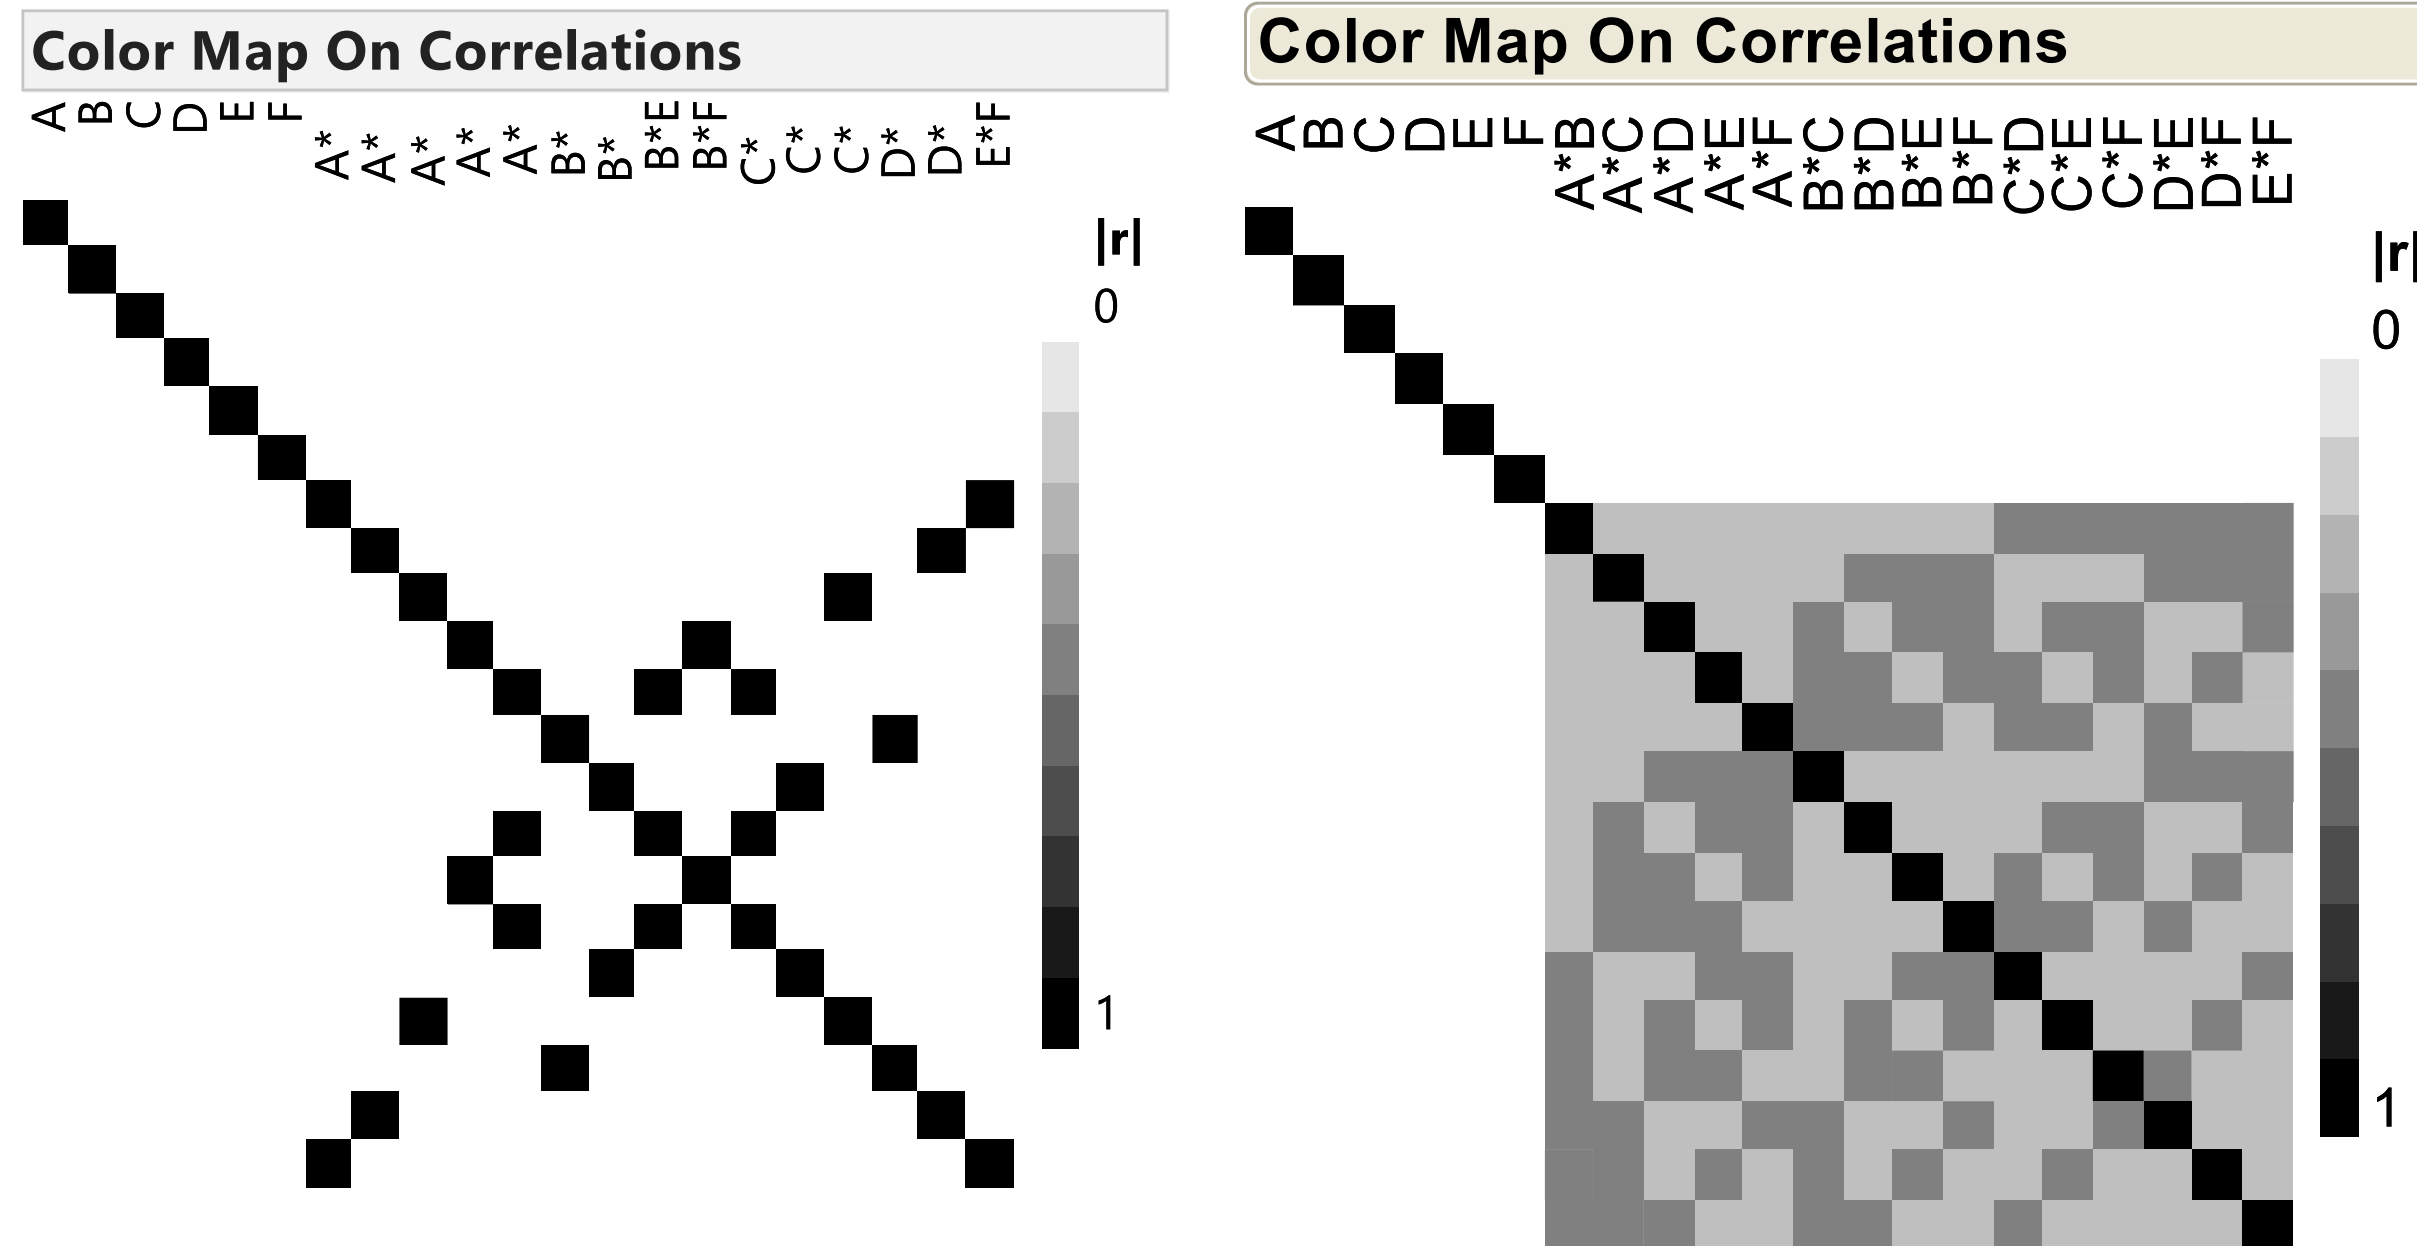 Color Map On Correlations
A B C D E F A* A* A* A* A* B* B* B*E B*F C* C* C* D* D* E*F
|r|
0
1
Color Map On Correlations
A B C D E F A*B A*C A*D A*E A*F B*C B*D B*E B*F C*D C*E C*F D*E D*F E*F
|r|
0
1